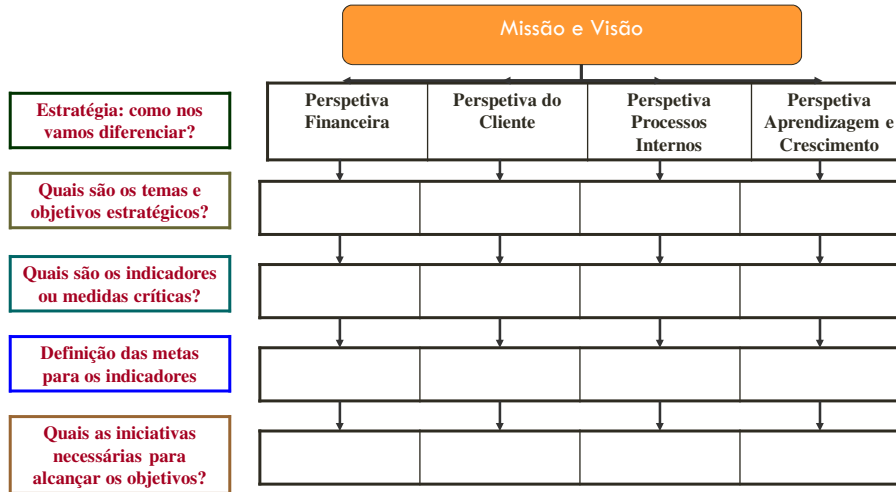 Missão e Visão
Estratégia: como nos
vamos diferenciar?
Perspetiva
Financeira
Perspetiva do
Cliente
Perspetiva
Processos
Internos
Perspetiva
Aprendizagem e
Crescimento
Quais são os temas e
objetivos estratégicos?
Quais são os indicadores
ou medidas críticas?
Definição das metas
para os indicadores
Quais as iniciativas
necessárias para
alcançar os objetivos?